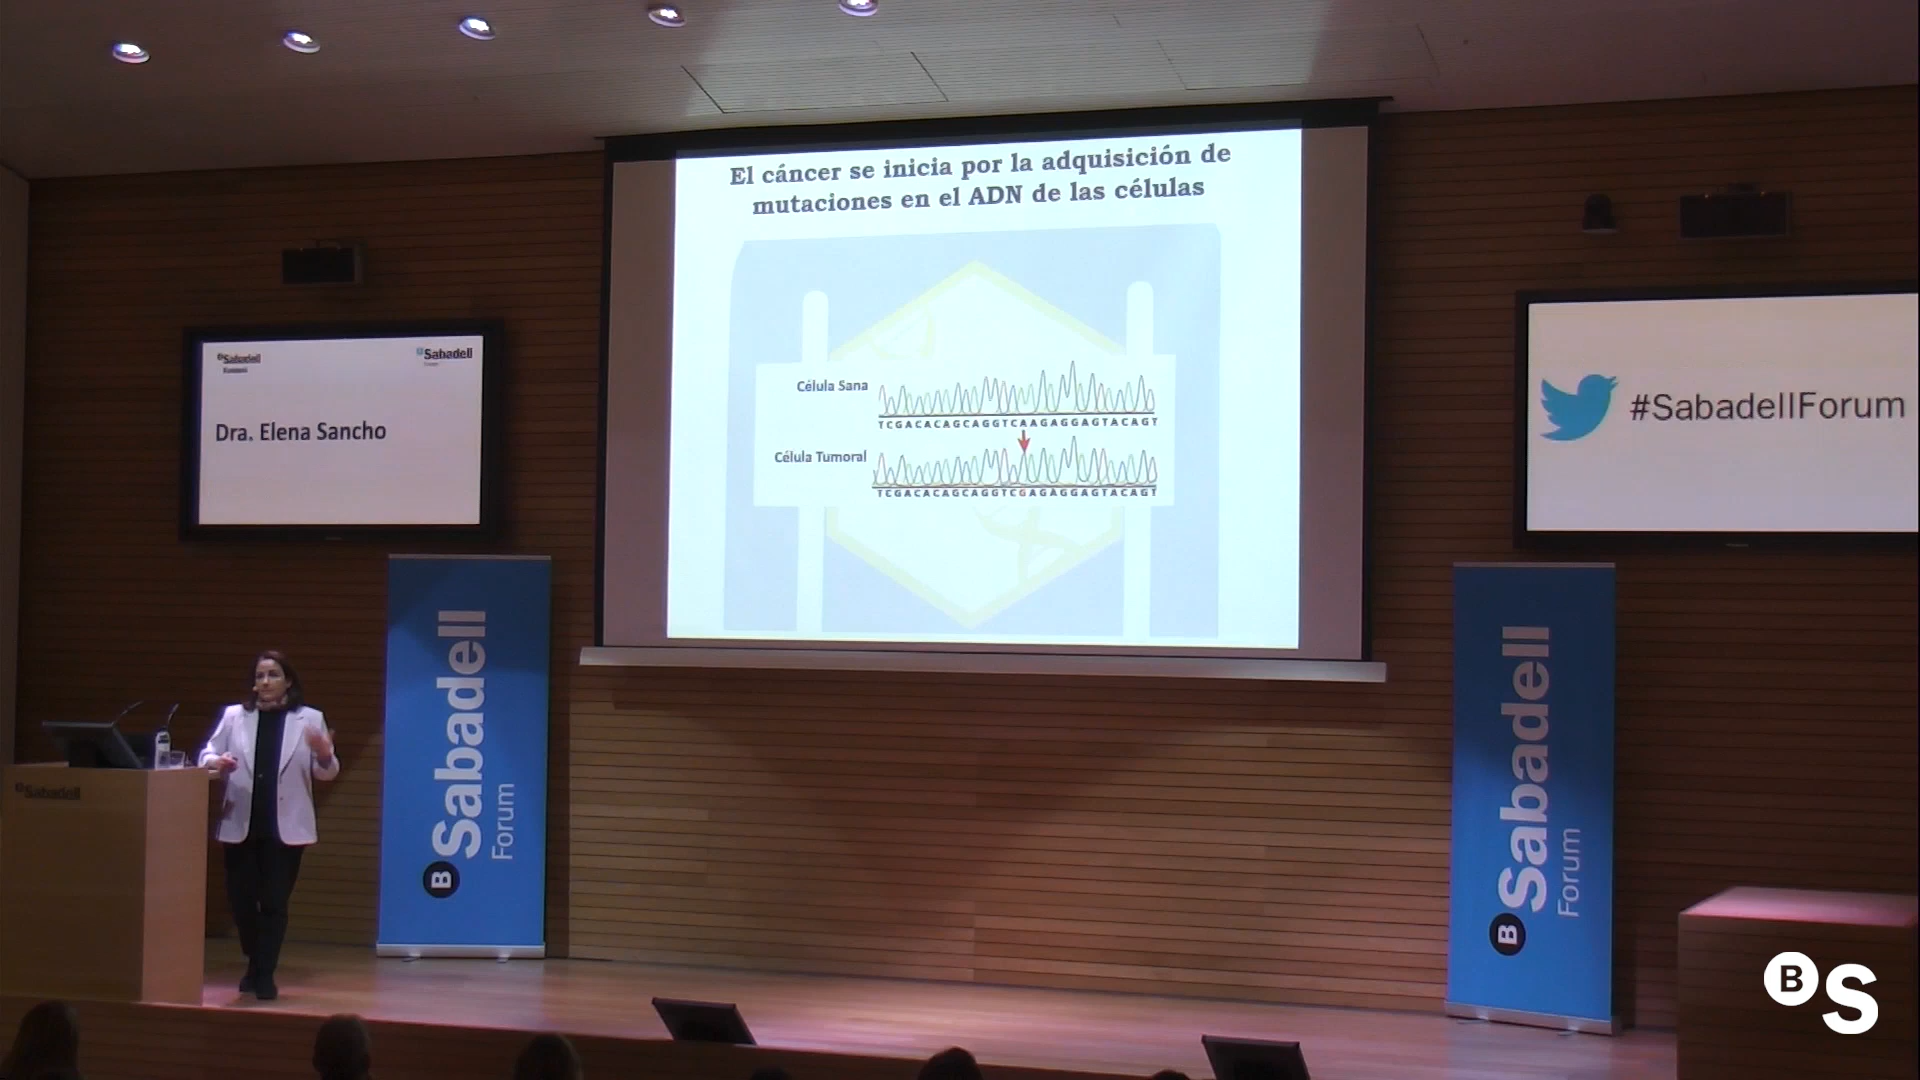 El cáncer se inicia por la adquisición de
mutaciones en el ADN de las células
Célula Sana
TCGACACAGCAGGTCAAGAGGAGTACAGT
Célula Tumoral
TCGACACAGCAGGTCGAGAGGAGTACAGT
Sabadell
Sabadell
Dra. Elena Sancho
#SabadellForum
B Sabadell
Forum
B Sabadell
Forum
Sabadell
B S